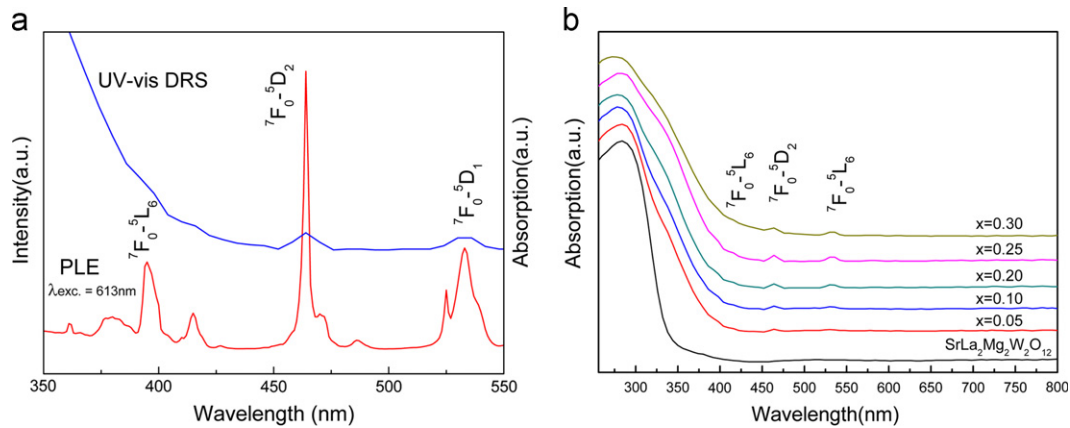 a
UV-vis DRS
⁷F₀-⁵D₂
⁷F₀-⁵L₆
⁷F₀-⁵D₁
PLE
λexc. = 613nm
Intensity(a.u.)
Absorption(a.u.)
350 400 450 500 550
Wavelength (nm)
b
⁷F₀-⁵L₆
⁷F₀-⁵D₂
⁷F₀-⁵L₆
x=0.30
x=0.25
x=0.20
x=0.10
x=0.05
SrLa₂Mg₂W₂O₁₂
Absorption(a.u.)
300 350 400 450 500 550 600 650 700 750 800
Wavelength(nm)